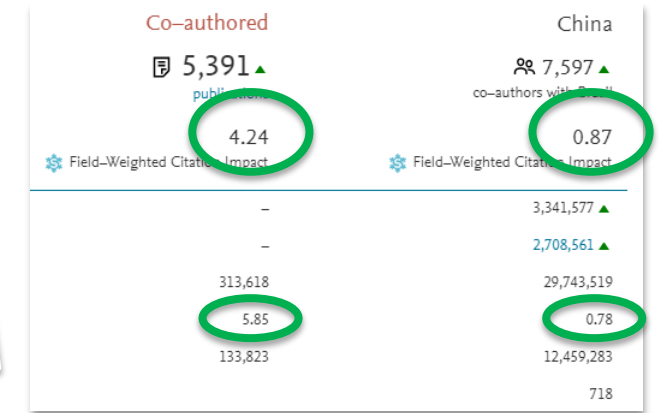 Co–authored China
5,391 7,597
publications co–authors with Brazil
4.24 0.87
Field–Weighted Citation Impact Field–Weighted Citation Impact
– 3,341,577
– 2,708,561
313,618 29,743,519
5.85 0.78
133,823 12,459,283
718